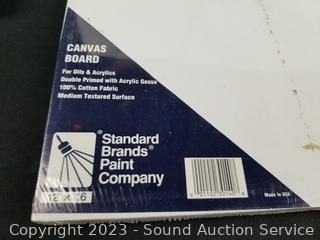 CANVAS
BOARD
For Oils & Acrylics
Double Primed with Acrylic Gesso
100% Cotton Fabric
Medium Textured Surface
Standard
Brands®
Paint
Company
Made in USA
Copyright 2023 - Sound Auction Service